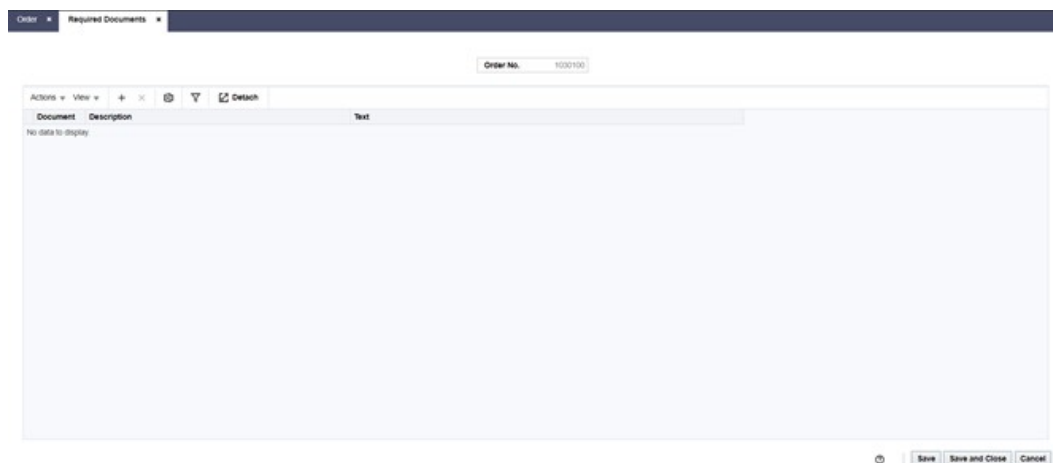 Order Required Documents
Order No. 1000100
Actions View Detach
Document Description Text
No data to display
Save Save and Close Cancel